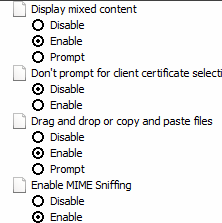 Display mixed content
Disable
Enable
Prompt
Don't prompt for client certificate selecti
Disable
Enable
Drag and drop or copy and paste files
Disable
Enable
Prompt
Enable MIME Sniffing
Disable
Enable